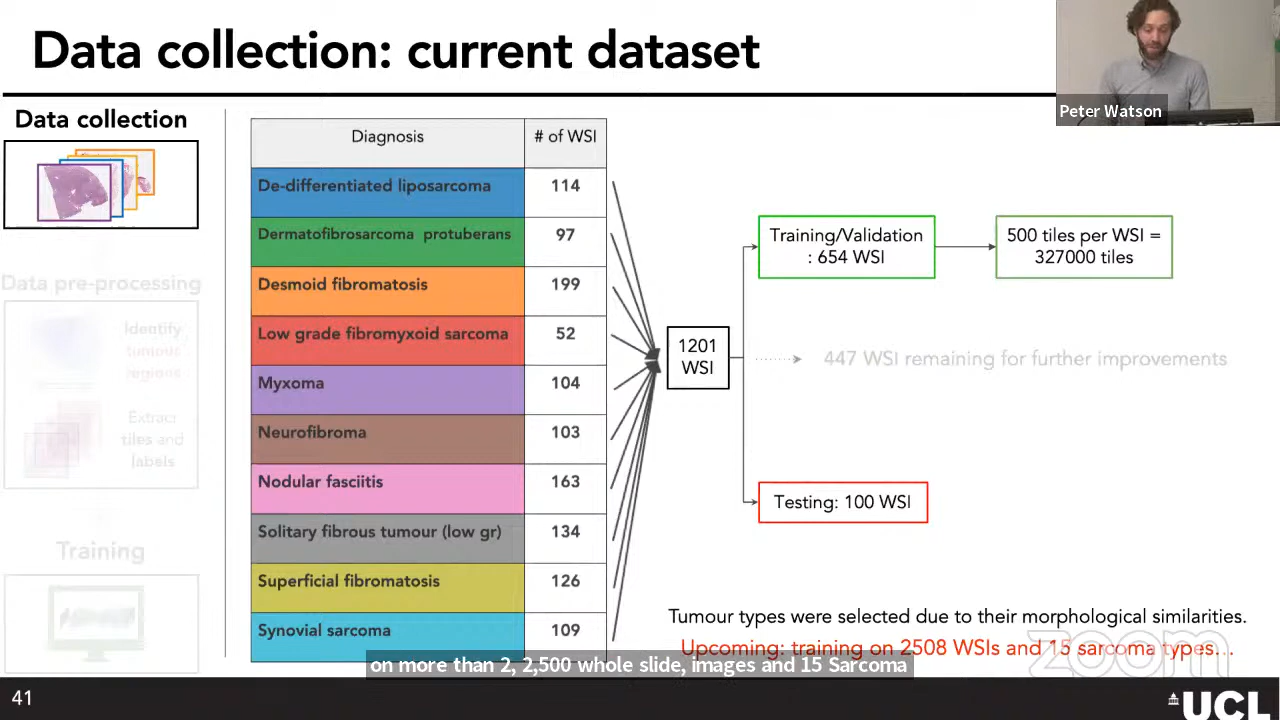 Data collection: current dataset
Peter Watson
Data collection
Data pre-processing
Identify
tumous
regions
Extract
tiles and
labels
Training
Diagnosis # of WSI
De-differentiated liposarcoma 114
Dermatofibrosarcoma protuberans 97
Desmoid fibromatosis 199
Low grade fibromyxoid sarcoma 52
Myxoma 104
Neurofibroma 103
Nodular fasciitis 163
Solitary fibrous tumour (low gr) 134
Superficial fibromatosis 126
Synovial sarcoma 109
1201
WSI
Training/Validation
: 654 WSI
500 tiles per WSI =
327000 tiles
447 WSI remaining for further improvements
Testing: 100 WSI
Tumour types were selected due to their morphological similarities.
Upcoming: training on 2508 WSIs and 15 sarcoma types...
zoom
on more than 2, 2,500 whole slide, images and 15 Sarcoma
41
UCL